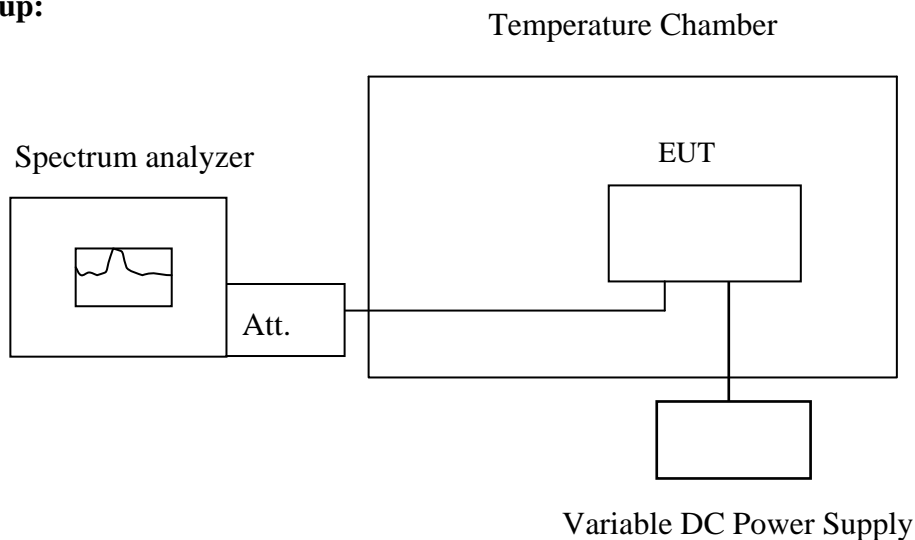 up:
Temperature Chamber
Spectrum analyzer
EUT
Att.
Variable DC Power Supply